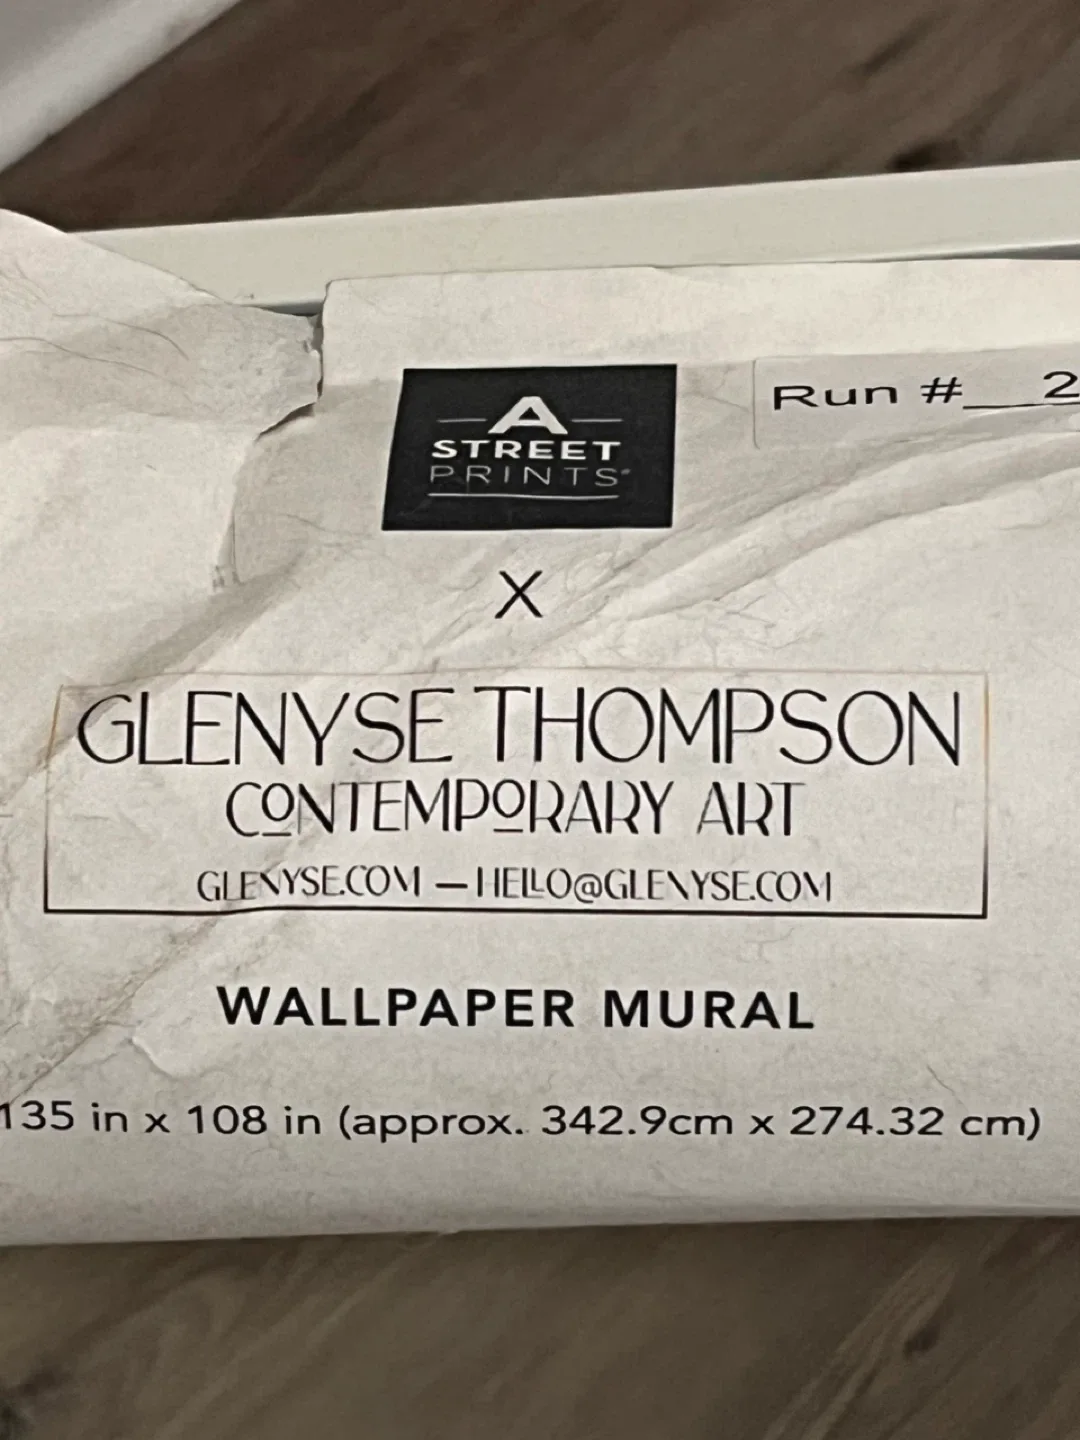 A
STREET
PRINTS
Run #__2
X
GLENYSE THOMPSON
CONTEMPORARY ART
GLENYSE.COM — HELLO@GLENYSE.COM
WALLPAPER MURAL
135 in x 108 in (approx. 342.9cm x 274.32 cm)